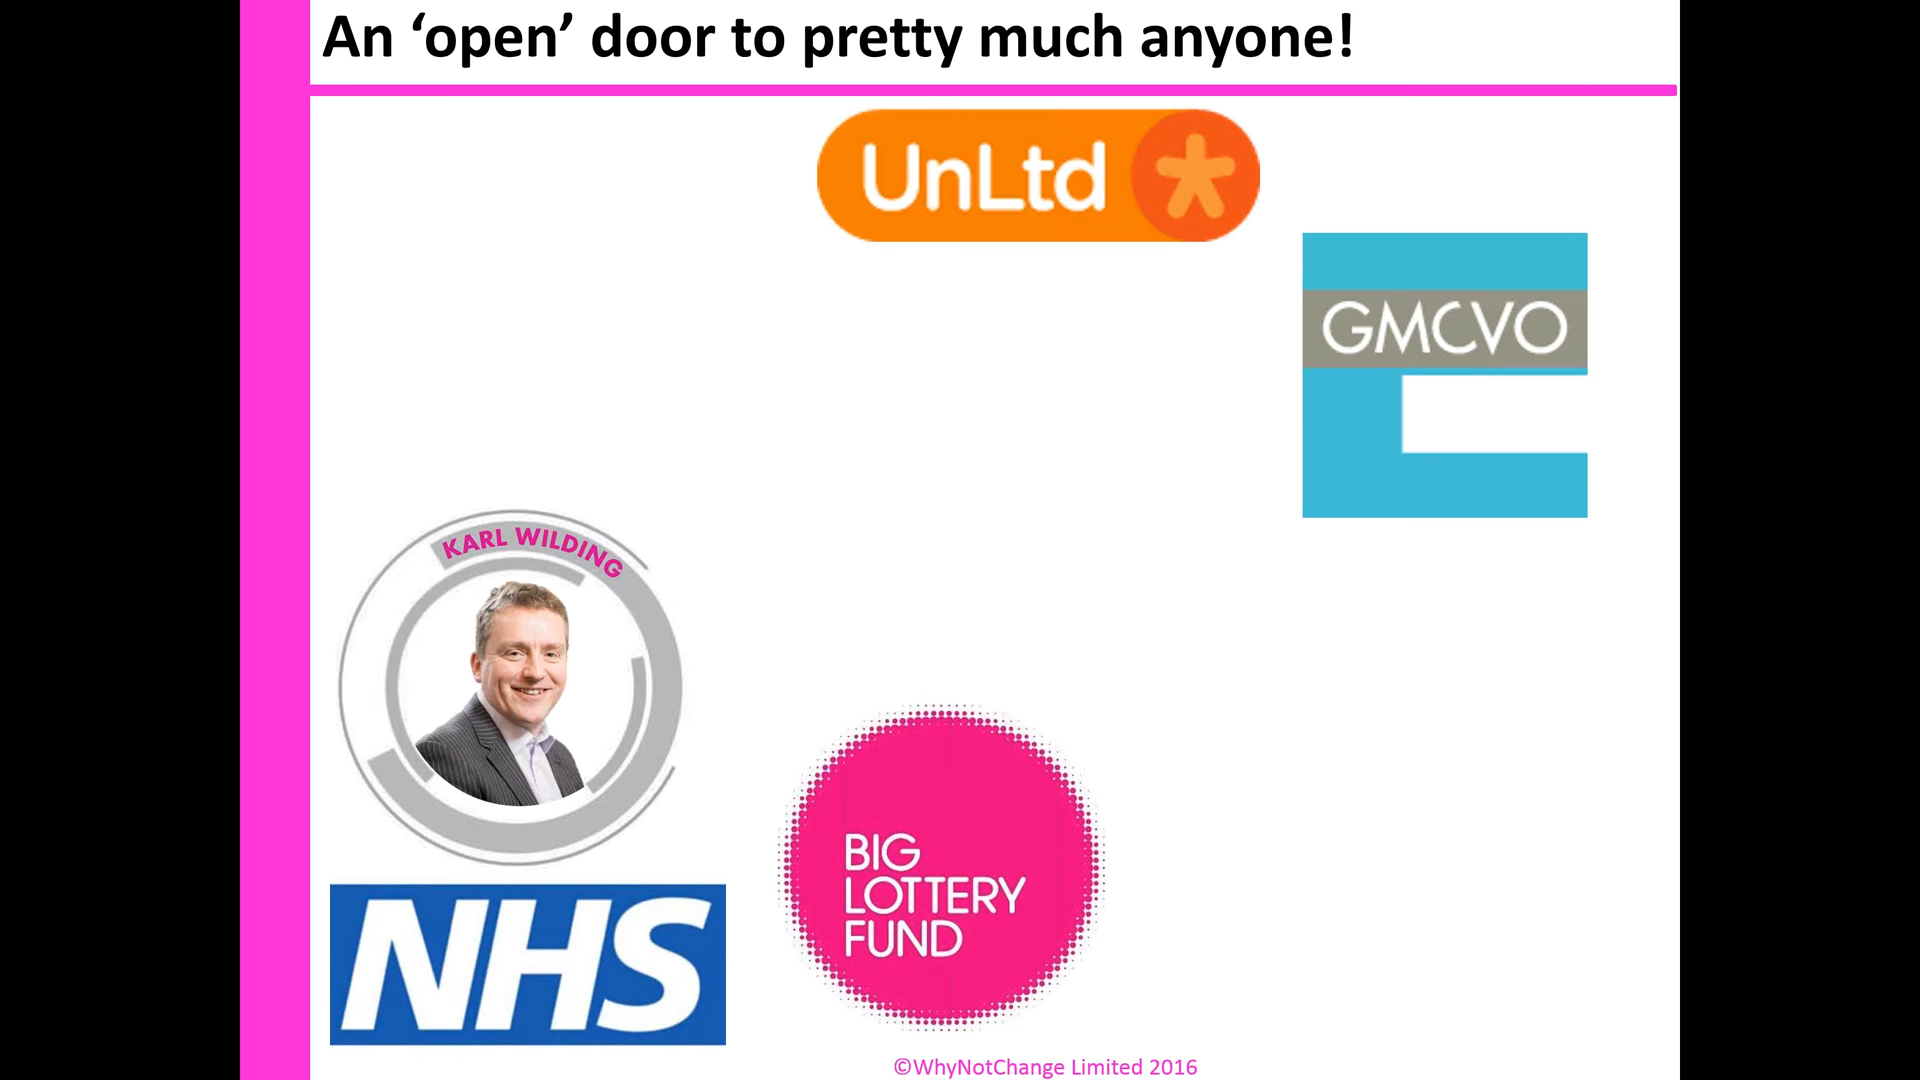 An ‘open’ door to pretty much anyone!
UnLtd
GMCVO
KARL WILDING
BIG
LOTTERY
FUND
NHS
©WhyNotChange Limited 2016